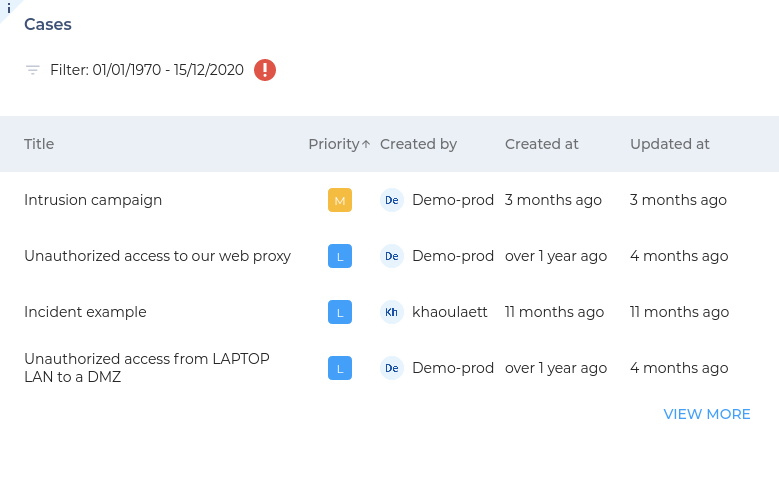 i
Cases
Filter: 01/01/1970 - 15/12/2020 !
Title Priority↑ Created by Created at Updated at
Intrusion campaign M De Demo-prod 3 months ago 3 months ago
Unauthorized access to our web proxy L De Demo-prod over 1 year ago 4 months ago
Incident example L Kh khaoulaett 11 months ago 11 months ago
Unauthorized access from LAPTOP
LAN to a DMZ L De Demo-prod over 1 year ago 4 months ago
VIEW MORE